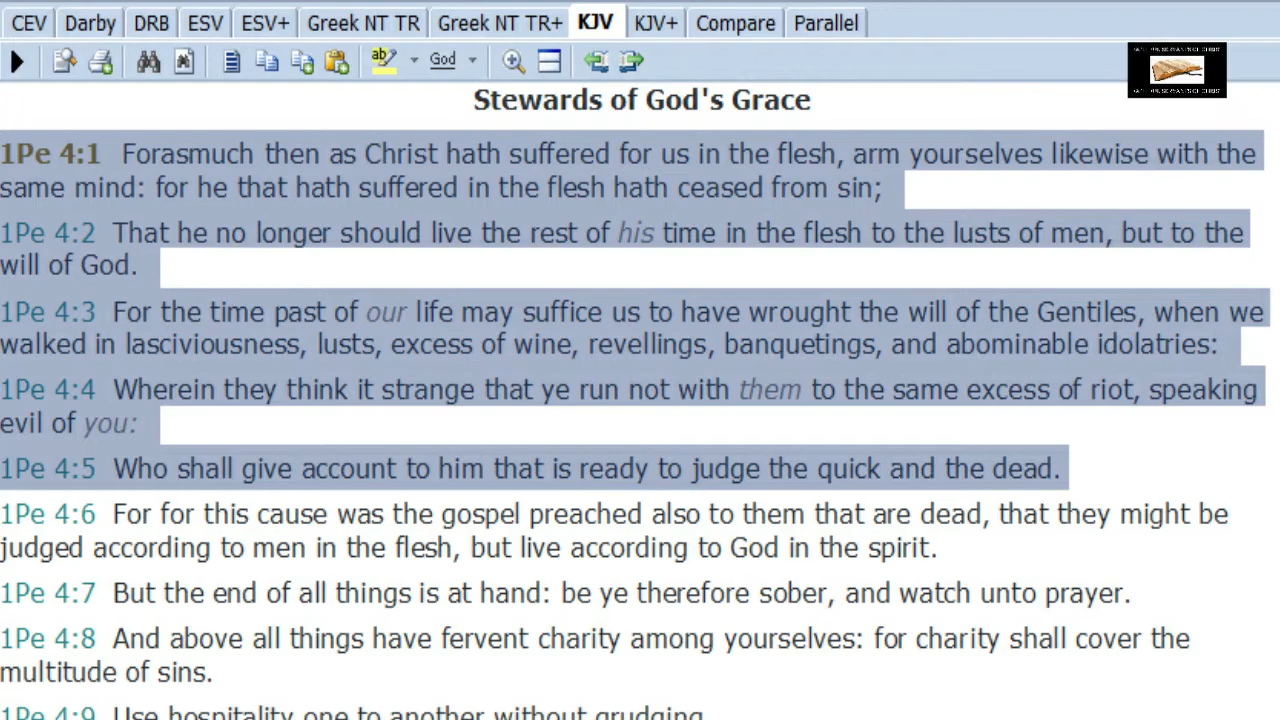 CEV Darby DRB ESV ESV+ Greek NT TR Greek NT TR+ KJV KJV+ Compare Parallel
ab God
Stewards of God's Grace
1Pe 4:1 Forasmuch then as Christ hath suffered for us in the flesh, arm yourselves likewise with the
same mind: for he that hath suffered in the flesh hath ceased from sin;
1Pe 4:2 That he no longer should live the rest of his time in the flesh to the lusts of men, but to the
will of God.
1Pe 4:3 For the time past of our life may suffice us to have wrought the will of the Gentiles, when we
walked in lasciviousness, lusts, excess of wine, revellings, banquetings, and abominable idolatries:
1Pe 4:4 Wherein they think it strange that ye run not with them to the same excess of riot, speaking
evil of you:
1Pe 4:5 Who shall give account to him that is ready to judge the quick and the dead.
1Pe 4:6 For for this cause was the gospel preached also to them that are dead, that they might be
judged according to men in the flesh, but live according to God in the spirit.
1Pe 4:7 But the end of all things is at hand: be ye therefore sober, and watch unto prayer.
1Pe 4:8 And above all things have fervent charity among yourselves: for charity shall cover the
multitude of sins.
1Pe 4:9 Use hospitality one to another without grudging.